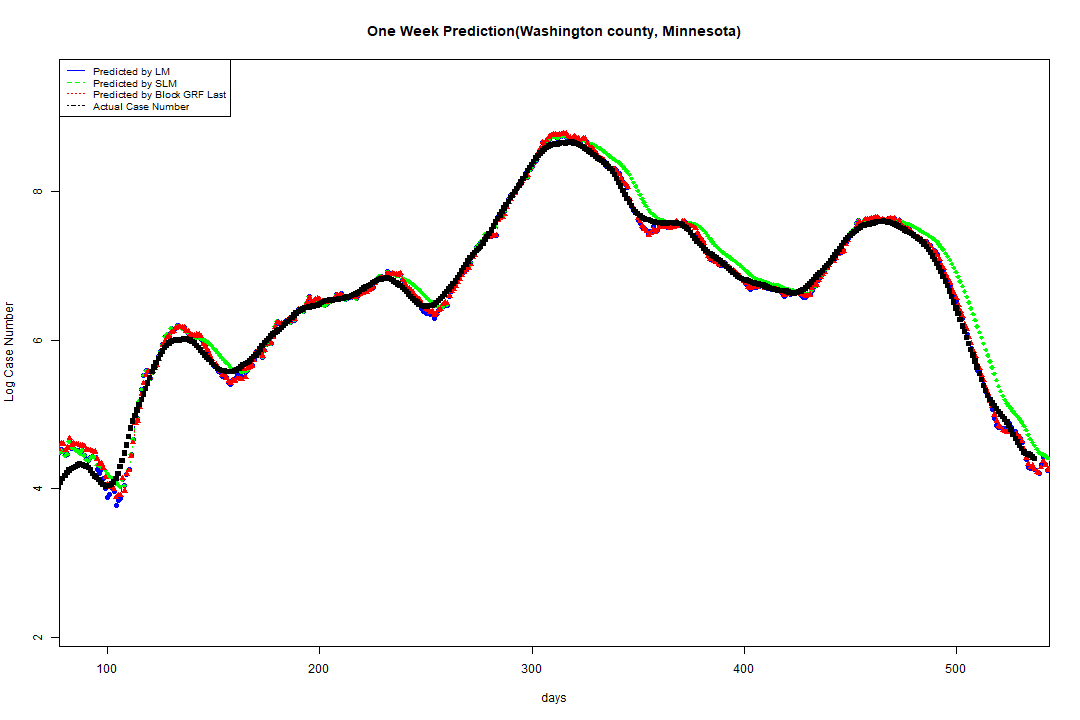 One Week Prediction(Washington county, Minnesota)
Predicted by LM
Predicted by SLM
Predicted by Block GRF Last
Actual Case Number
8
6
4
2
Log Case Number
100 200 300 400 500
days